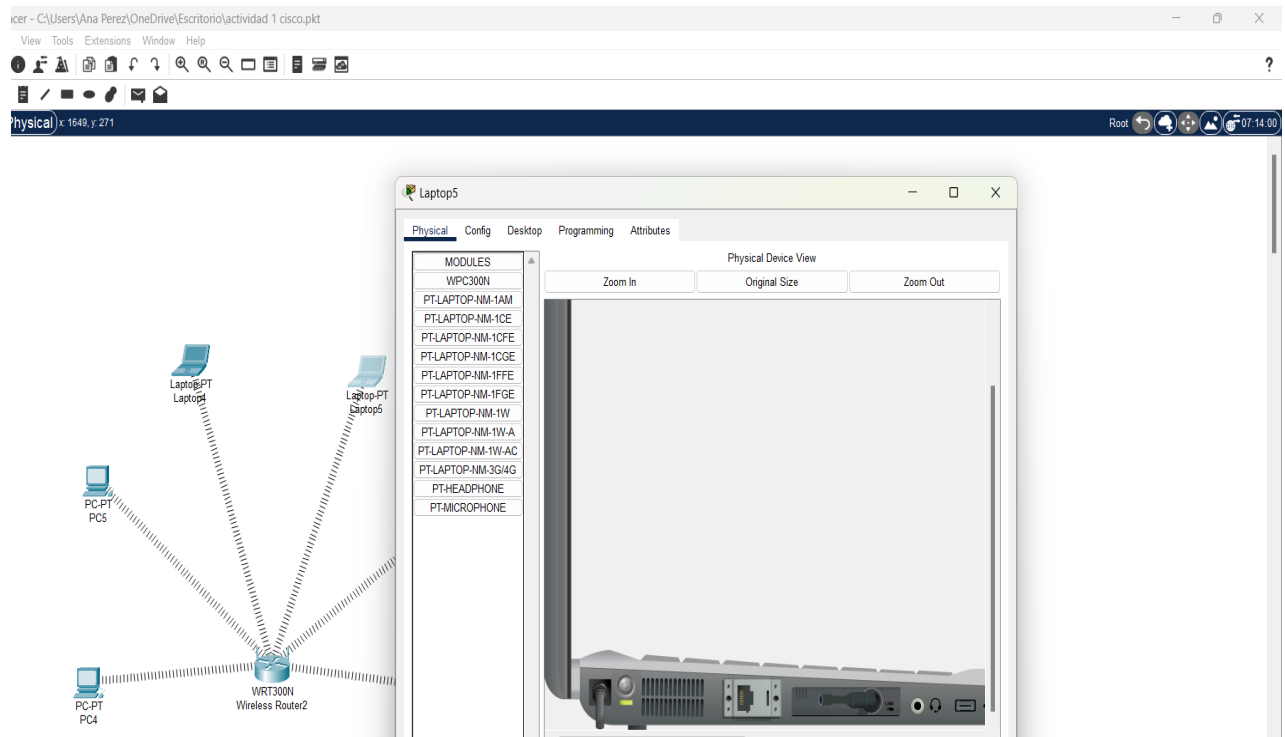 acer - C:\Users\Ana Perez\OneDrive\Escritorio\actividad 1 cisco.pkt
View Tools Extensions Window Help
?
Physical x: 1649, y: 271
Root 07:14:00
Laptop5
Physical Config Desktop Programming Attributes
MODULES
WPC300N
PT-LAPTOP-NM-1AM
PT-LAPTOP-NM-1CE
PT-LAPTOP-NM-1CFE
PT-LAPTOP-NM-1CGE
PT-LAPTOP-NM-1FFE
PT-LAPTOP-NM-1FGE
PT-LAPTOP-NM-1W
PT-LAPTOP-NM-1W-A
PT-LAPTOP-NM-1W-AC
PT-LAPTOP-NM-3G/4G
PT-HEADPHONE
PT-MICROPHONE
Physical Device View
Zoom In Original Size Zoom Out
Laptop-PT
Laptop4
Laptop-PT
Laptop5
PC-PT
PC5
PC-PT
PC4
WRT300N
Wireless Router2